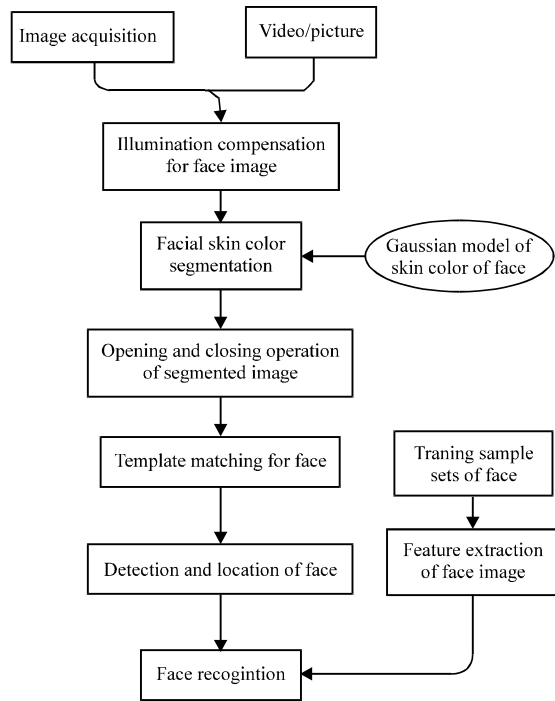 Image acquisition
Video/picture
Illumination compensation
for face image
Facial skin color
segmentation
Gaussian model of
skin color of face
Opening and closing operation
of segmented image
Template matching for face
Traning sample
sets of face
Detection and location of face
Feature extraction
of face image
Face recogintion